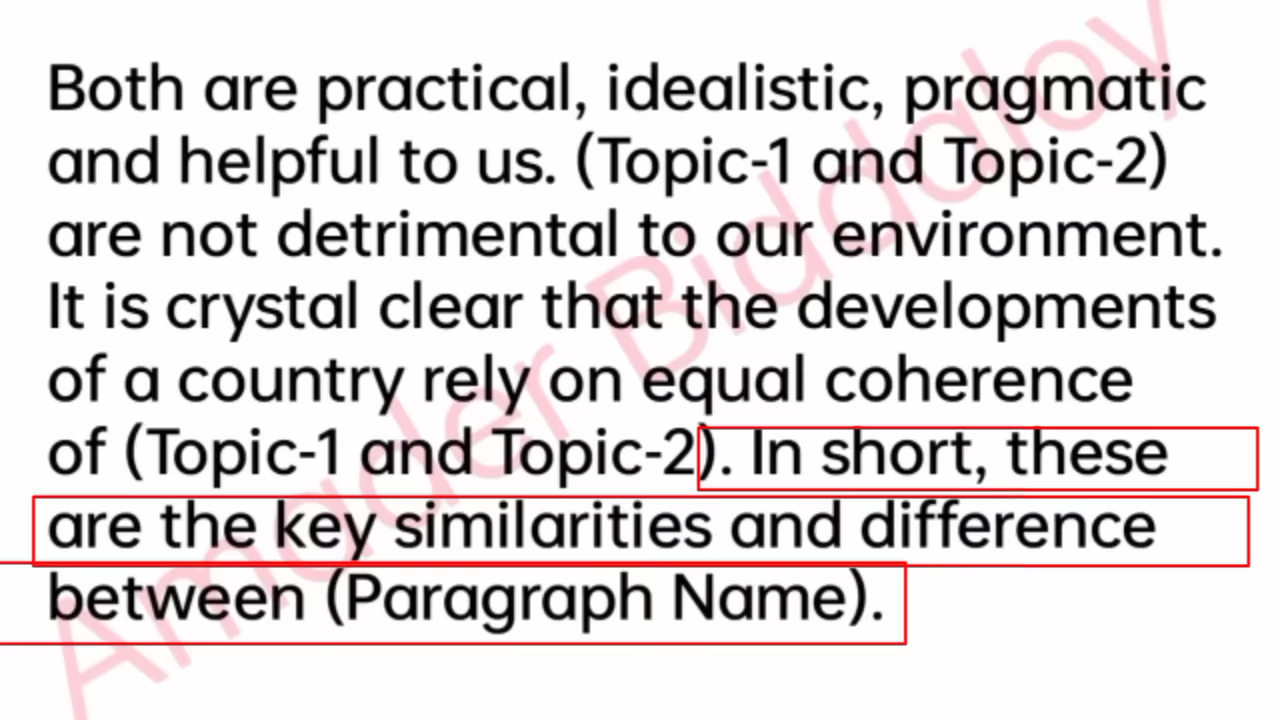 Both are practical, idealistic, pragmatic
and helpful to us. (Topic-1 and Topic-2)
are not detrimental to our environment.
It is crystal clear that the developments
of a country rely on equal coherence
of (Topic-1 and Topic-2). In short, these
are the key similarities and difference
between (Paragraph Name).
Amader Biddaloy